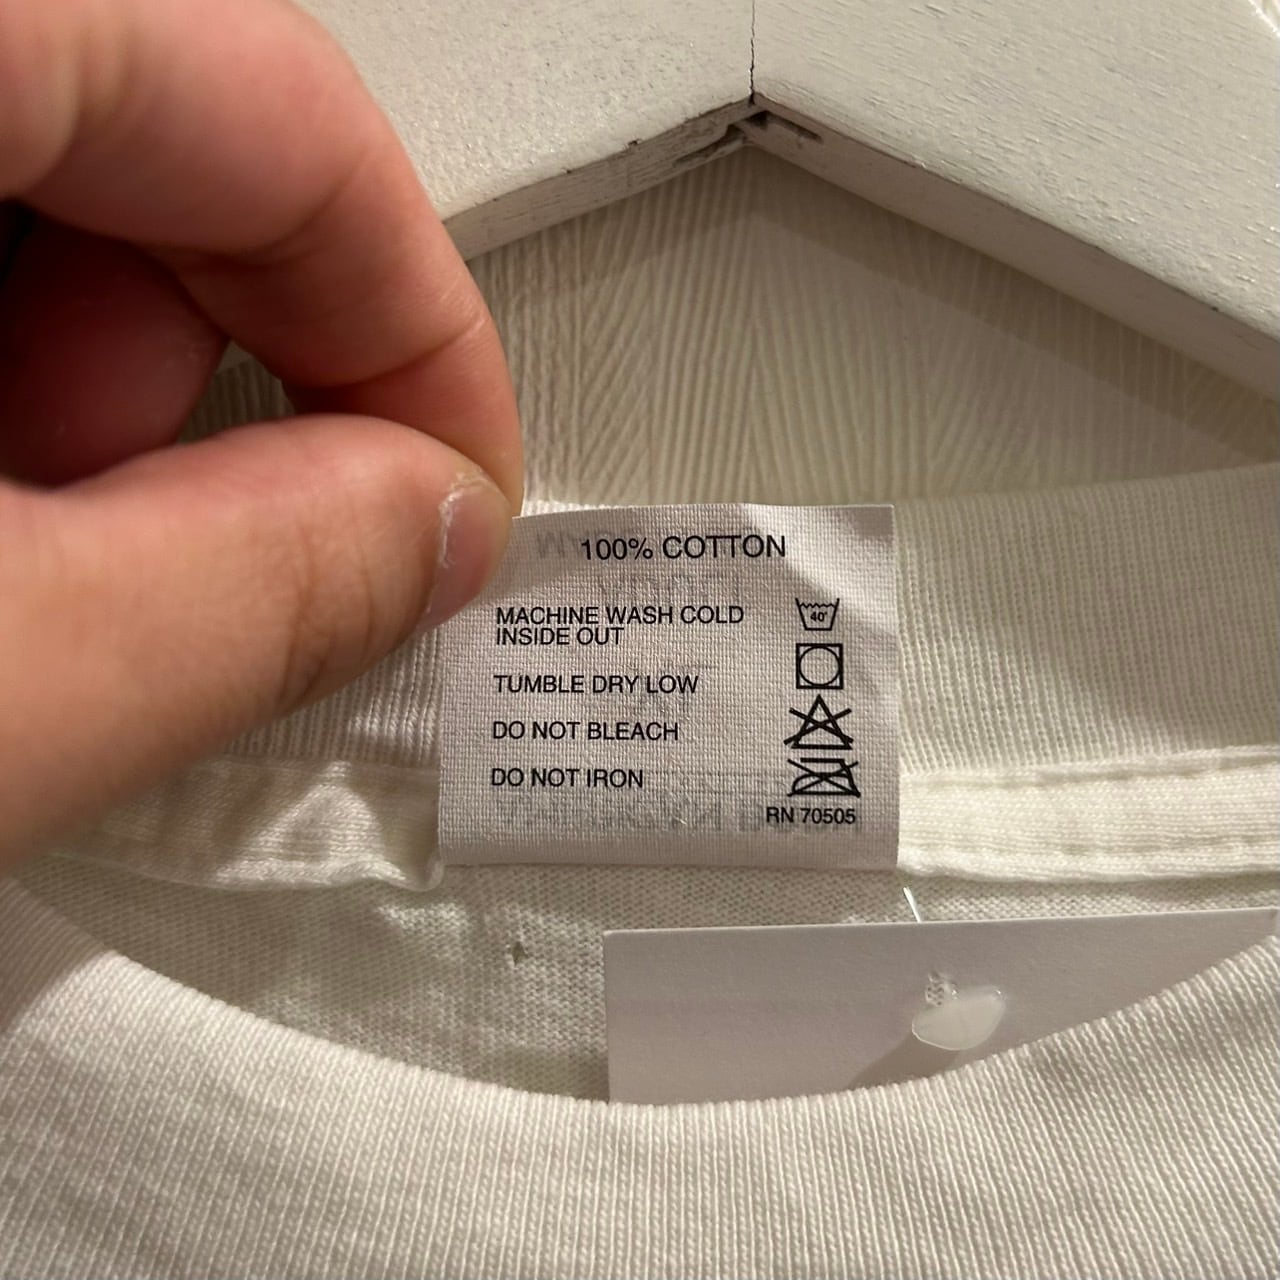 100% COTTON
MACHINE WASH COLD
INSIDE OUT
40°
TUMBLE DRY LOW
DO NOT BLEACH
DO NOT IRON
RN 70505